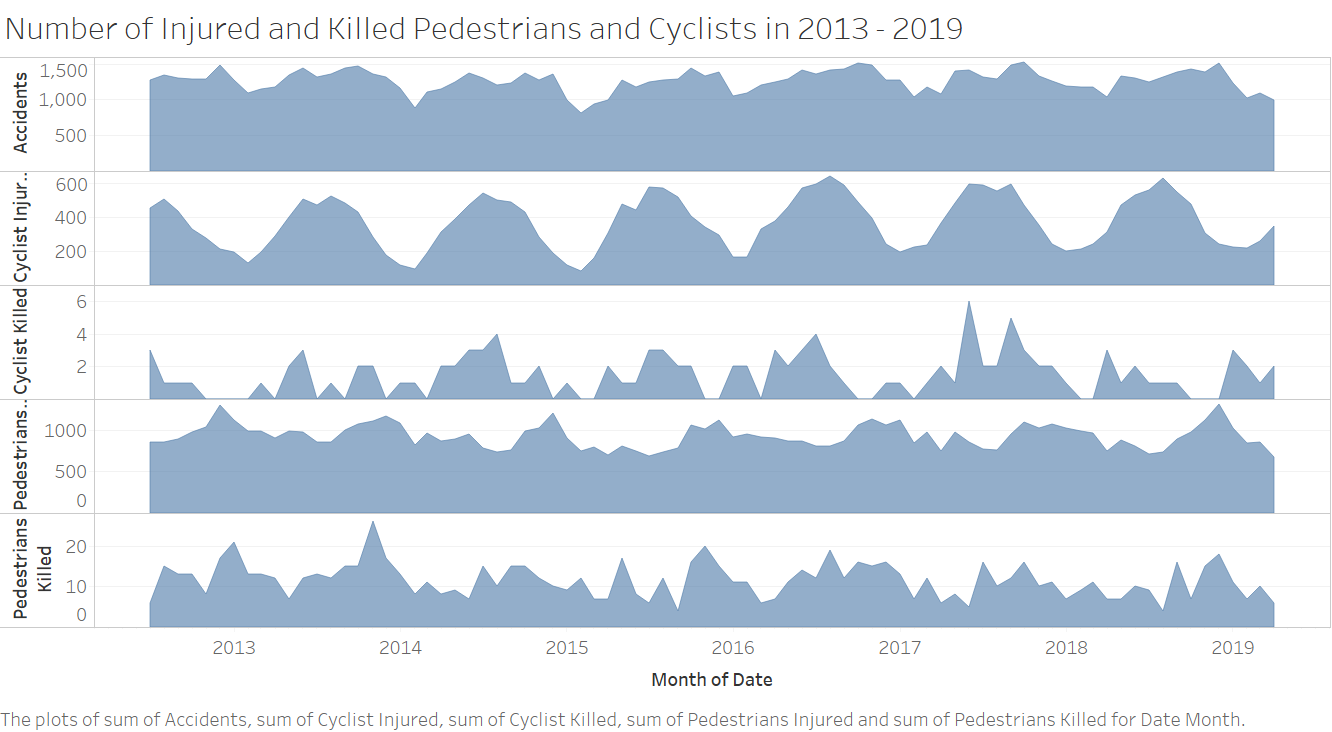 Number of Injured and Killed Pedestrians and Cyclists in 2013 - 2019
Accidents
1,500
1,000
500
Cyclist Injur..
600
400
200
Cyclist Killed
6
4
2
Pedestrians..
1000
500
0
Pedestrians
Killed
20
10
0
2013 2014 2015 2016 2017 2018 2019
Month of Date
The plots of sum of Accidents, sum of Cyclist Injured, sum of Cyclist Killed, sum of Pedestrians Injured and sum of Pedestrians Killed for Date Month.